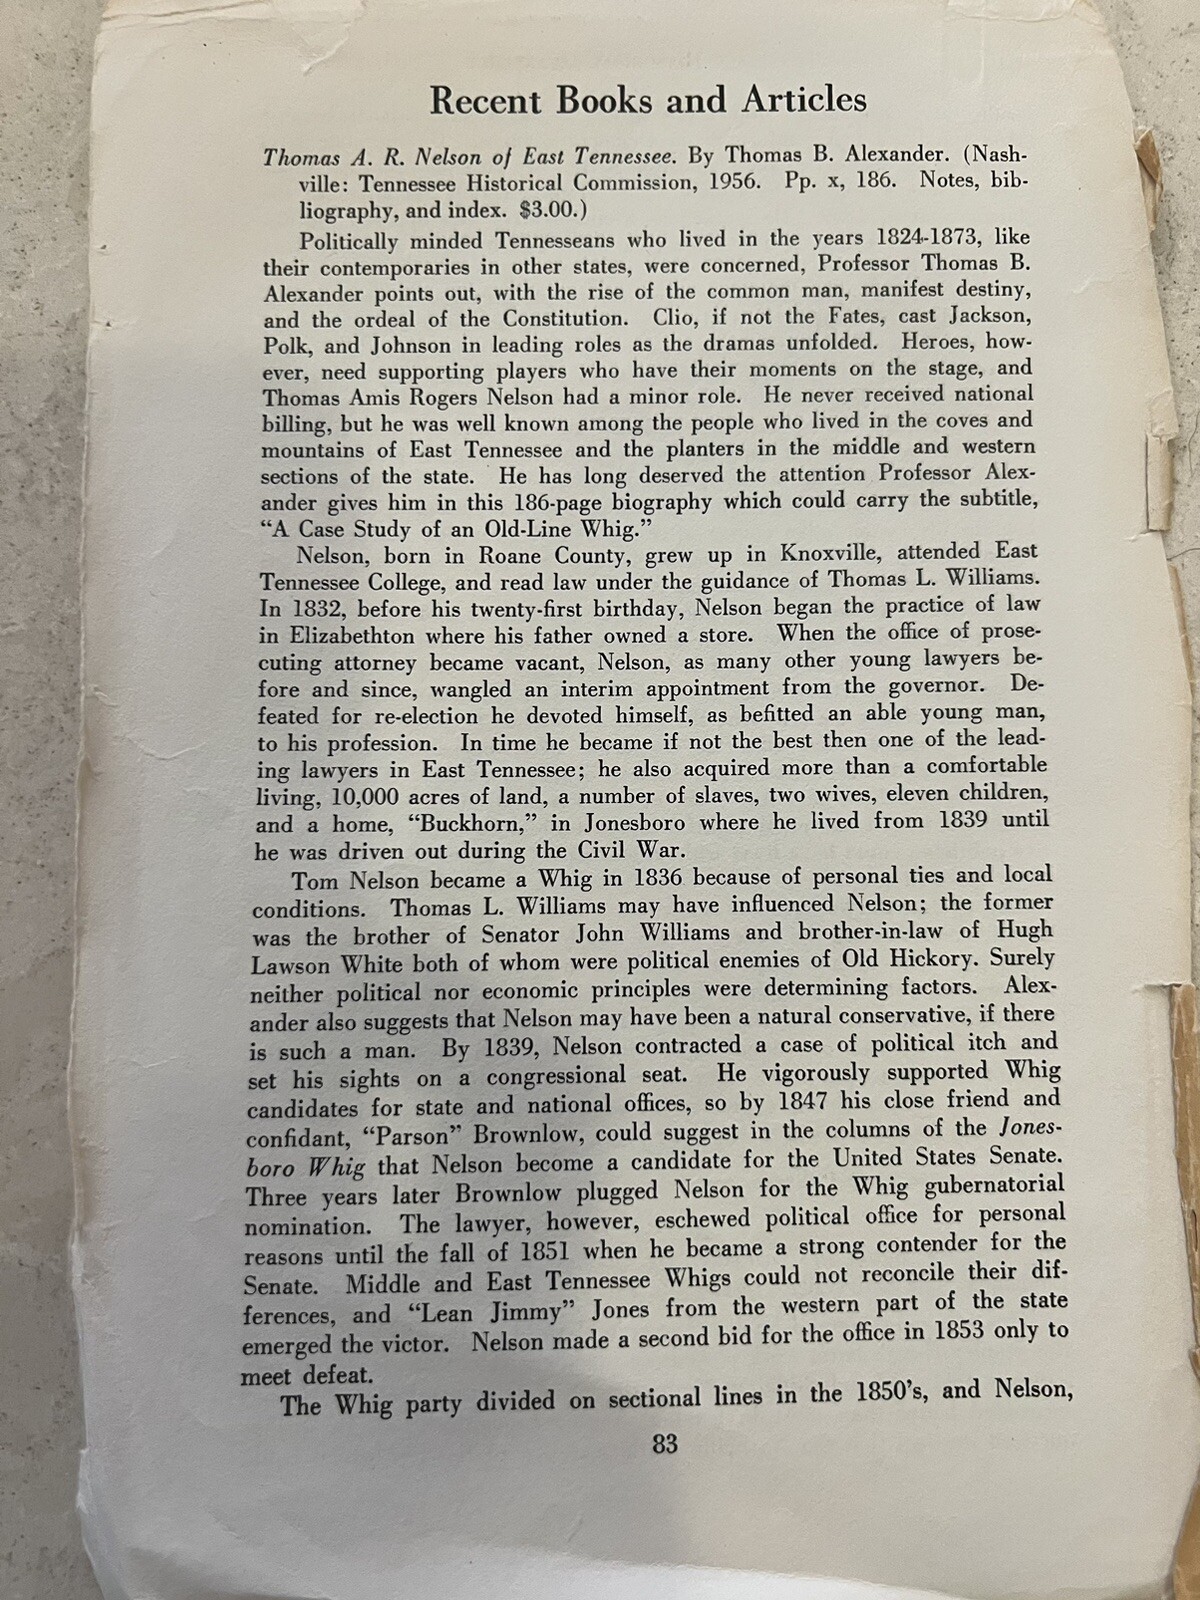 Recent Books and Articles
Thomas A. R. Nelson of East Tennessee. By Thomas B. Alexander. (Nash-
ville: Tennessee Historical Commission, 1956. Pp. x, 186. Notes, bib-
liography, and index. $3.00.)
Politically minded Tennesseans who lived in the years 1824-1873, like
their contemporaries in other states, were concerned, Professor Thomas B.
Alexander points out, with the rise of the common man, manifest destiny,
and the ordeal of the Constitution. Clio, if not the Fates, cast Jackson,
Polk, and Johnson in leading roles as the dramas unfolded. Heroes, how-
ever, need supporting players who have their moments on the stage, and
Thomas Amis Rogers Nelson had a minor role. He never received national
billing, but he was well known among the people who lived in the coves and
mountains of East Tennessee and the planters in the middle and western
sections of the state. He has long deserved the attention Professor Alex-
ander gives him in this 186-page biography which could carry the subtitle,
“A Case Study of an Old-Line Whig.”
Nelson, born in Roane County, grew up in Knoxville, attended East
Tennessee College, and read law under the guidance of Thomas L. Williams.
In 1832, before his twenty-first birthday, Nelson began the practice of law
in Elizabethton where his father owned a store. When the office of prose-
cuting attorney became vacant, Nelson, as many other young lawyers be-
fore and since, wangled an interim appointment from the governor. De-
feated for re-election he devoted himself, as befitted an able young man,
to his profession. In time he became if not the best then one of the lead-
ing lawyers in East Tennessee; he also acquired more than a comfortable
living, 10,000 acres of land, a number of slaves, two wives, eleven children,
and a home, “Buckhorn,” in Jonesboro where he lived from 1839 until
he was driven out during the Civil War.
Tom Nelson became a Whig in 1836 because of personal ties and local
conditions. Thomas L. Williams may have influenced Nelson; the former
was the brother of Senator John Williams and brother-in-law of Hugh
Lawson White both of whom were political enemies of Old Hickory. Surely
neither political nor economic principles were determining factors. Alex-
ander also suggests that Nelson may have been a natural conservative, if there
is such a man. By 1839, Nelson contracted a case of political itch and
set his sights on a congressional seat. He vigorously supported Whig
candidates for state and national offices, so by 1847 his close friend and
confidant, “Parson” Brownlow, could suggest in the columns of the Jones-
boro Whig that Nelson become a candidate for the United States Senate.
Three years later Brownlow plugged Nelson for the Whig gubernatorial
nomination. The lawyer, however, eschewed political office for personal
reasons until the fall of 1851 when he became a strong contender for the
Senate. Middle and East Tennessee Whigs could not reconcile their dif-
ferences, and “Lean Jimmy” Jones from the western part of the state
emerged the victor. Nelson made a second bid for the office in 1853 only to
meet defeat.
The Whig party divided on sectional lines in the 1850’s, and Nelson,
83